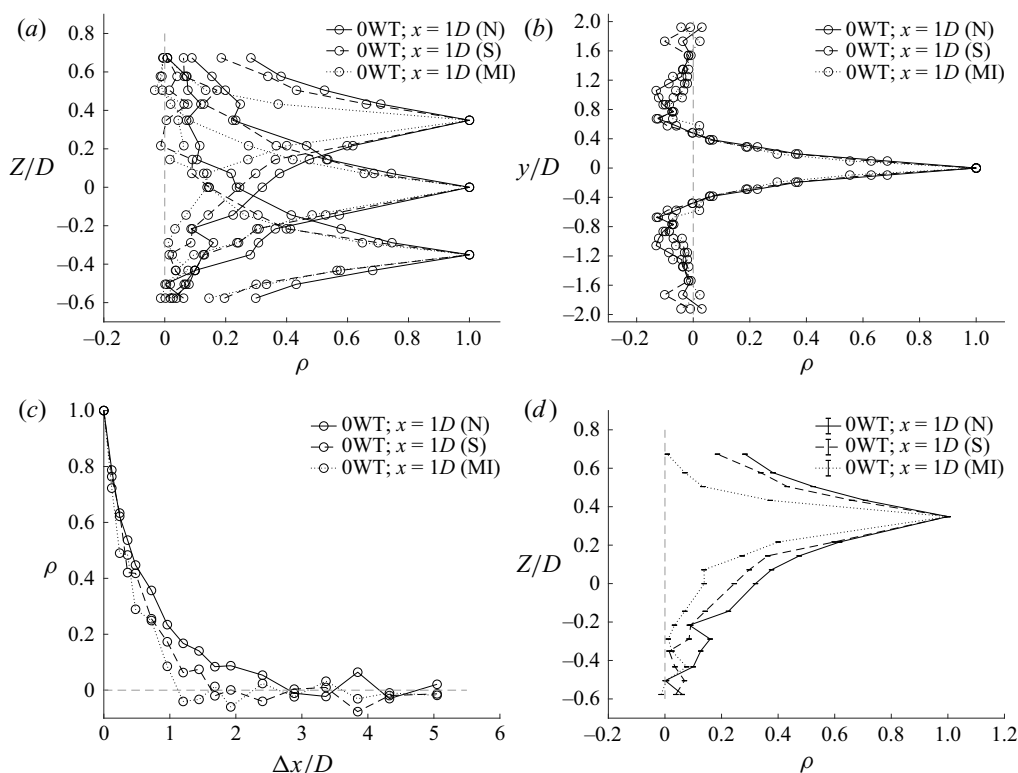 (a)
0WT; x = 1D (N)
0WT; x = 1D (S)
0WT; x = 1D (MI)
0.8
0.6
0.4
0.2
0
−0.2
−0.4
−0.6
Z/D
−0.2
0
0.2
0.4
0.6
0.8
1.0
ρ
(b)
0WT; x = 1D (N)
0WT; x = 1D (S)
0WT; x = 1D (MI)
2.0
1.6
1.2
0.8
0.4
0
−0.4
−0.8
−1.2
−1.6
−2.0
y/D
−0.4
−0.2
0
0.2
0.4
0.6
0.8
1.0
ρ
(c)
0WT; x = 1D (N)
0WT; x = 1D (S)
0WT; x = 1D (MI)
1.0
0.8
0.6
0.4
0.2
0
ρ
0
1
2
3
4
5
6
Δx/D
(d)
0WT; x = 1D (N)
0WT; x = 1D (S)
0WT; x = 1D (MI)
0.8
0.6
0.4
0.2
0
−0.2
−0.4
−0.6
Z/D
−0.2
0
0.2
0.4
0.6
0.8
1.0
1.2
ρ